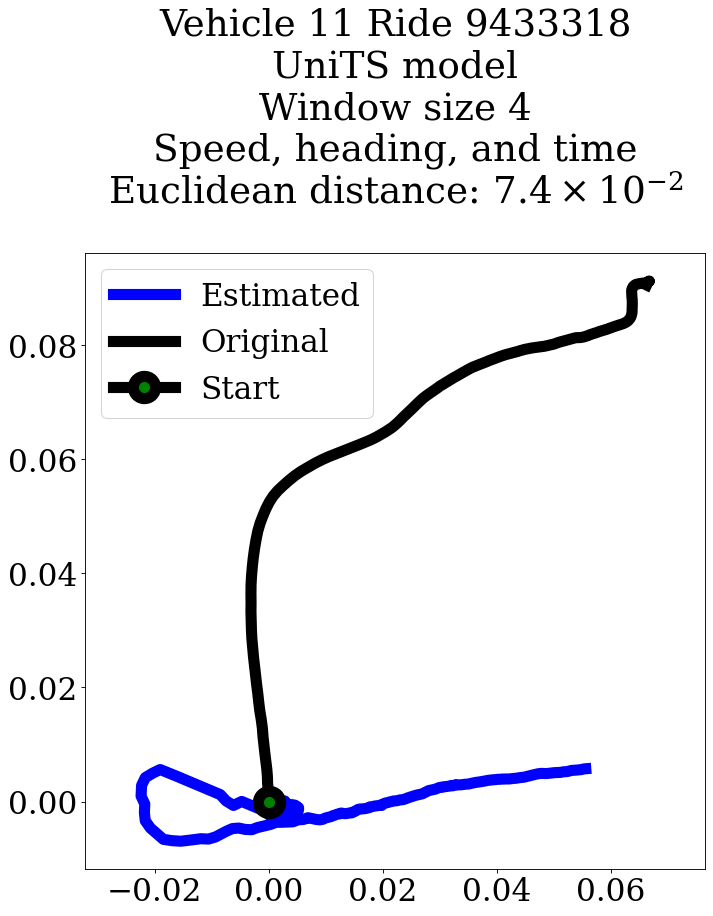 Vehicle 11 Ride 9433318
UniTS model
Window size 4
Speed, heading, and time
Euclidean distance: 7.4 × 10⁻²
Estimated
Original
Start
0.08
0.06
0.04
0.02
0.00
−0.02 0.00 0.02 0.04 0.06